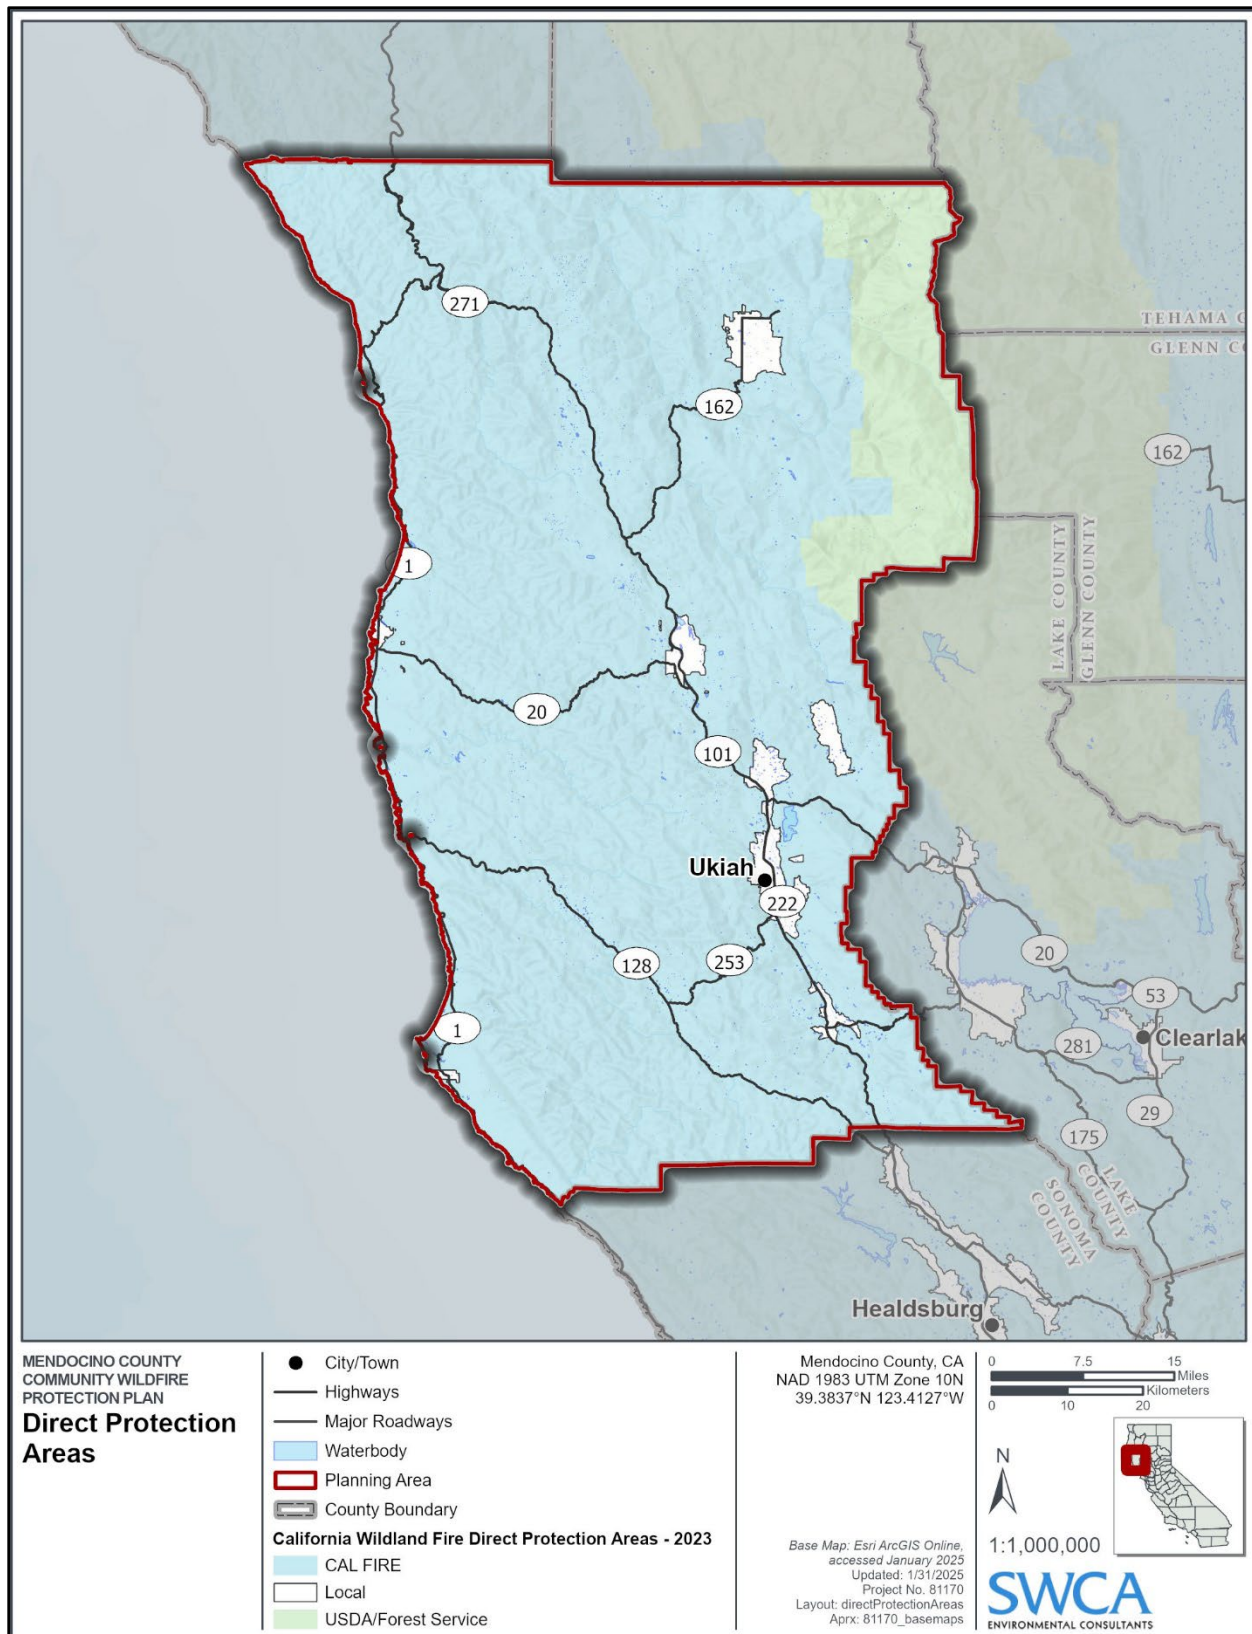 271
TEHAMA C
GLENN C
162
162
1
LAKE COUNTY
GLENN COUNTY
20
101
Ukiah
222
128
253
20
53
1
281
Clearlak
29
175
LAKE
COUNTY
SONOMA
COUNTY
Healdsburg
MENDOCINO COUNTY
COMMUNITY WILDFIRE
PROTECTION PLAN
Direct Protection
Areas
City/Town
Highways
Major Roadways
Waterbody
Planning Area
County Boundary
California Wildland Fire Direct Protection Areas - 2023
CAL FIRE
Local
USDA/Forest Service
Mendocino County, CA
NAD 1983 UTM Zone 10N
39.3837°N 123.4127°W
Base Map: Esri ArcGIS Online,
accessed January 2025
Updated: 1/31/2025
Project No. 81170
Layout: directProtectionAreas
Aprx: 81170_basemaps
0 7.5 15
Miles
Kilometers
0 10 20
N
1:1,000,000
SWCA
ENVIRONMENTAL CONSULTANTS